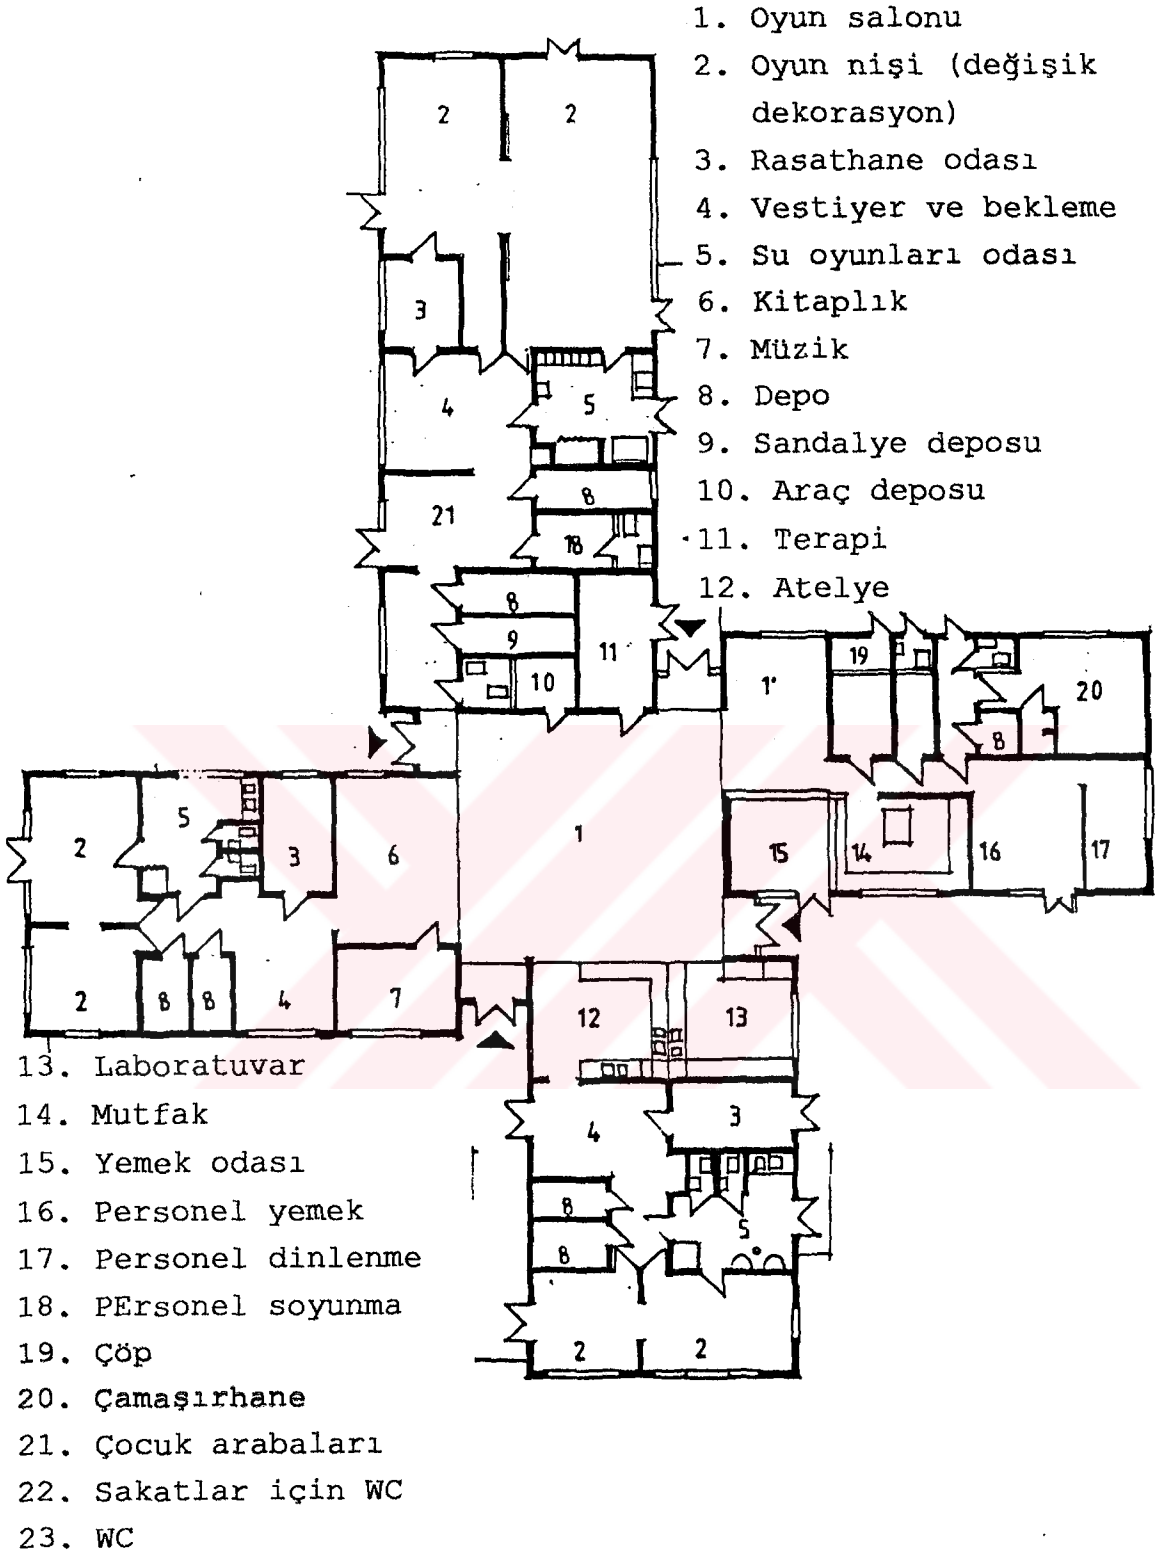 1. Oyun salonu
2. Oyun nişi (değişik
dekorasyon)
3. Rasathane odası
4. Vestiyer ve bekleme
5. Su oyunları odası
6. Kitaplık
7. Müzik
8. Depo
9. Sandalye deposu
10. Araç deposu
11. Terapi
12. Atelye
2 2
3
4 5
8
21 18
8
9
10 11
1 19 20
8
2 5 3 6 1 15 14 16 17
2 8 8 4 7 12 13
13. Laboratuvar
14. Mutfak
15. Yemek odası
16. Personel yemek
17. Personel dinlenme
18. PErsonel soyunma
19. Çöp
20. Çamaşırhane
21. Çocuk arabaları
22. Sakatlar için WC
23. WC
4 3
8 5
8
2 2